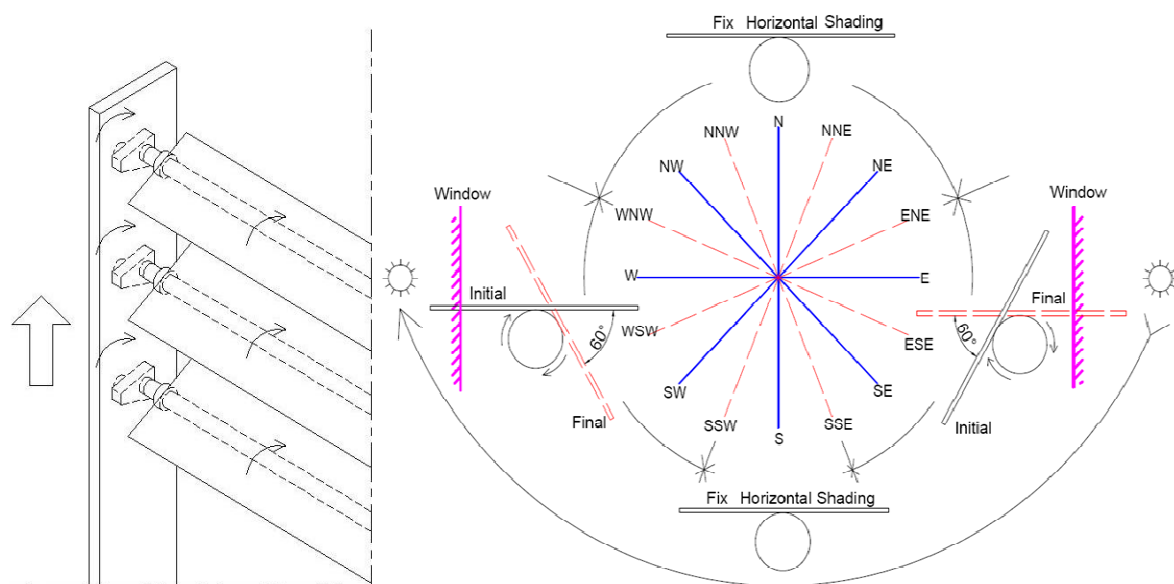 Fix Horizontal Shading
N
NNW
NNE
NW
NE
Window
Window
WNW
ENE
W
E
Initial
Final
60°
WSW
60°
ESE
SW
SE
Final
SSW
SSE
Initial
S
Fix Horizontal Shading